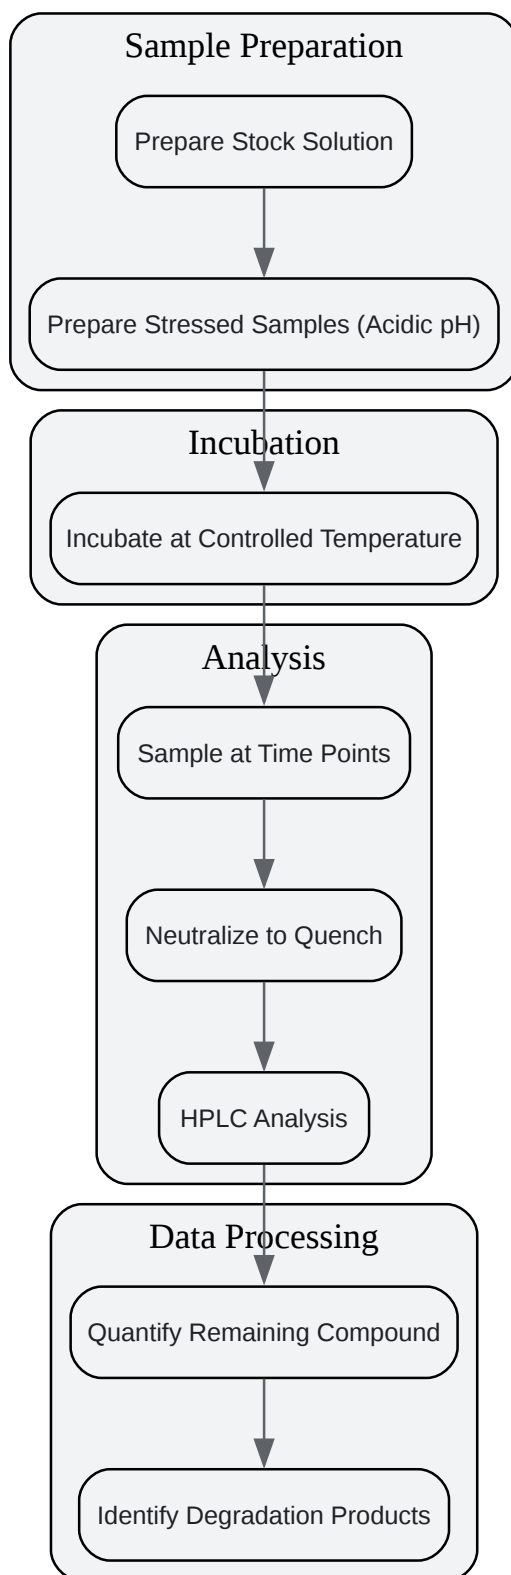 Sample Preparation
Prepare Stock Solution
Prepare Stressed Samples (Acidic pH)
Incubation
Incubate at Controlled Temperature
Analysis
Sample at Time Points
Neutralize to Quench
HPLC Analysis
Data Processing
Quantify Remaining Compound
Identify Degradation Products